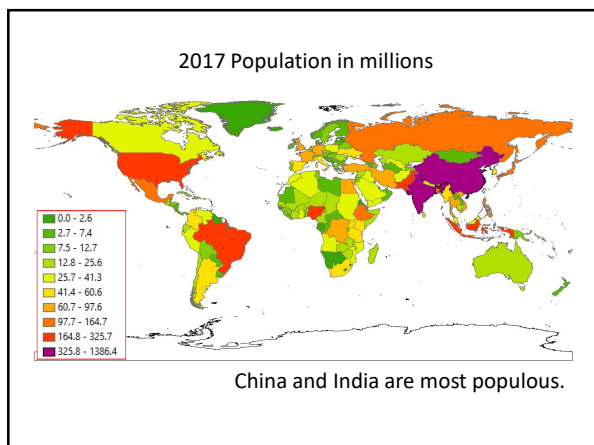 2017 Population in millions
0.0 - 2.6
2.7 - 7.4
7.5 - 12.7
12.8 - 25.6
25.7 - 41.3
41.4 - 60.6
60.7 - 97.6
97.7 - 164.7
164.8 - 325.7
325.8 - 1386.4
China and India are most populous.